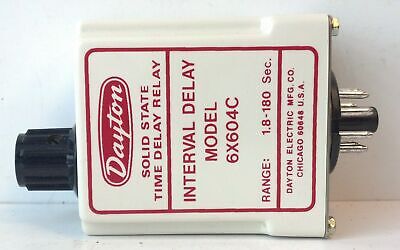 Dayton
SOLID STATE
TIME DELAY RELAY
INTERVAL DELAY
MODEL
6X604C
RANGE: 1.8-180 Sec.
DAYTON ELECTRIC MFG. CO.
CHICAGO 60648 U.S.A.